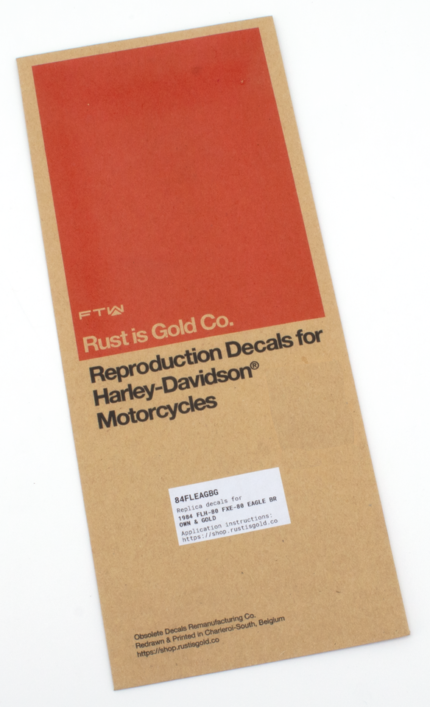 FTW
Rust is Gold Co.
Reproduction Decals for
Harley-Davidson®
Motorcycles
84FLEAGBG
Replica decals for
1984 FLH-80 FXE-80 EAGLE BR
OWN & GOLD
Application instructions:
https://shop.rustisgold.co
Obsolete Decals Remanufacturing Co.
Redrawn & Printed in Charleroi-South, Belgium
https://shop.rustisgold.co